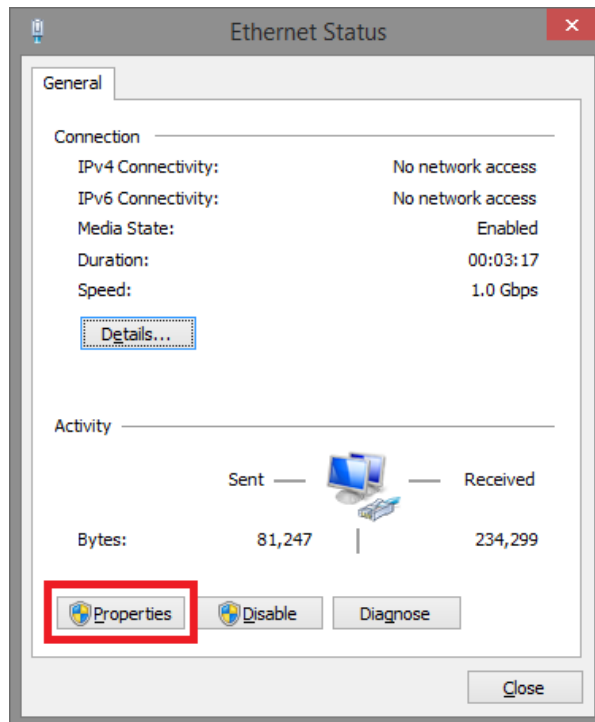 Ethernet Status
General
Connection
IPv4 Connectivity: No network access
IPv6 Connectivity: No network access
Media State: Enabled
Duration: 00:03:17
Speed: 1.0 Gbps
Details...
Activity
Sent Received
Bytes: 81,247 234,299
Properties Disable Diagnose
Close